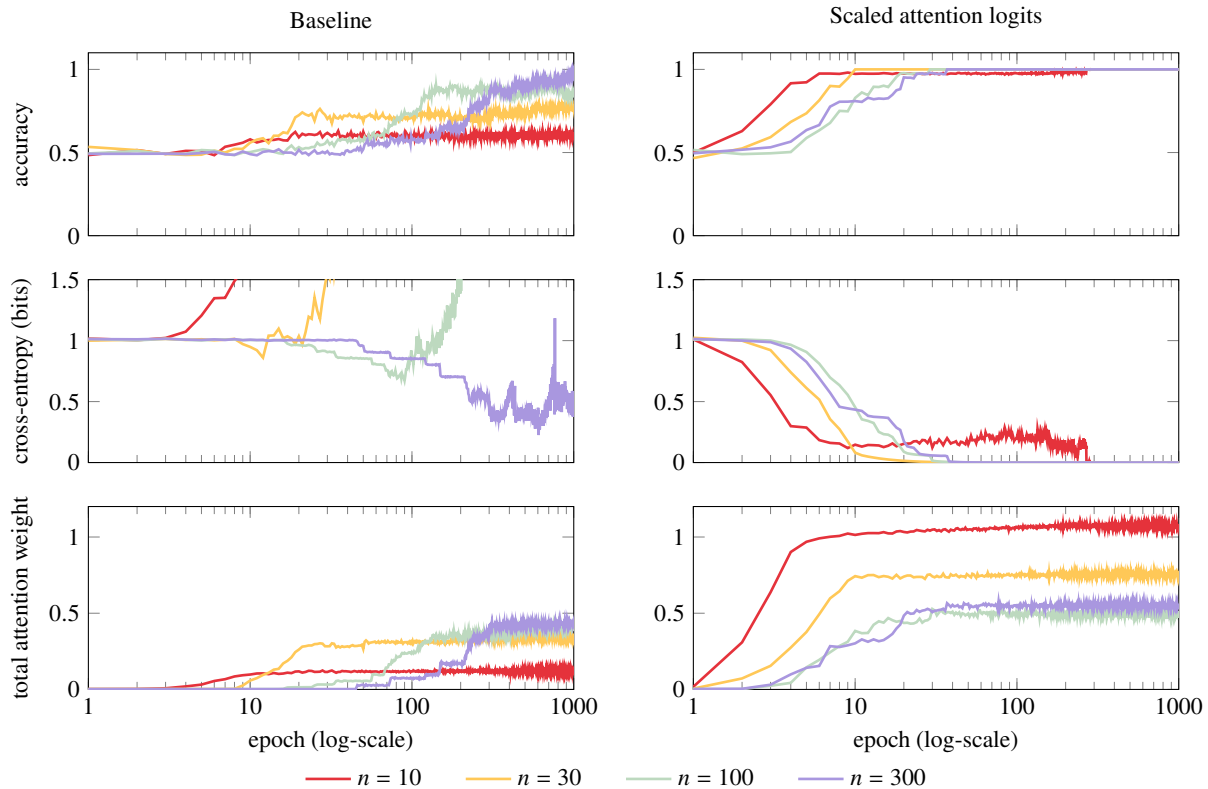 Baseline
Scaled attention logits
accuracy
1
0.5
0
1
0.5
0
cross-entropy (bits)
1.5
1
0.5
0
1.5
1
0.5
0
total attention weight
1
0.5
0
1
0.5
0
1 10 100 1000
1 10 100 1000
epoch (log-scale)
epoch (log-scale)
n = 10 n = 30 n = 100 n = 300